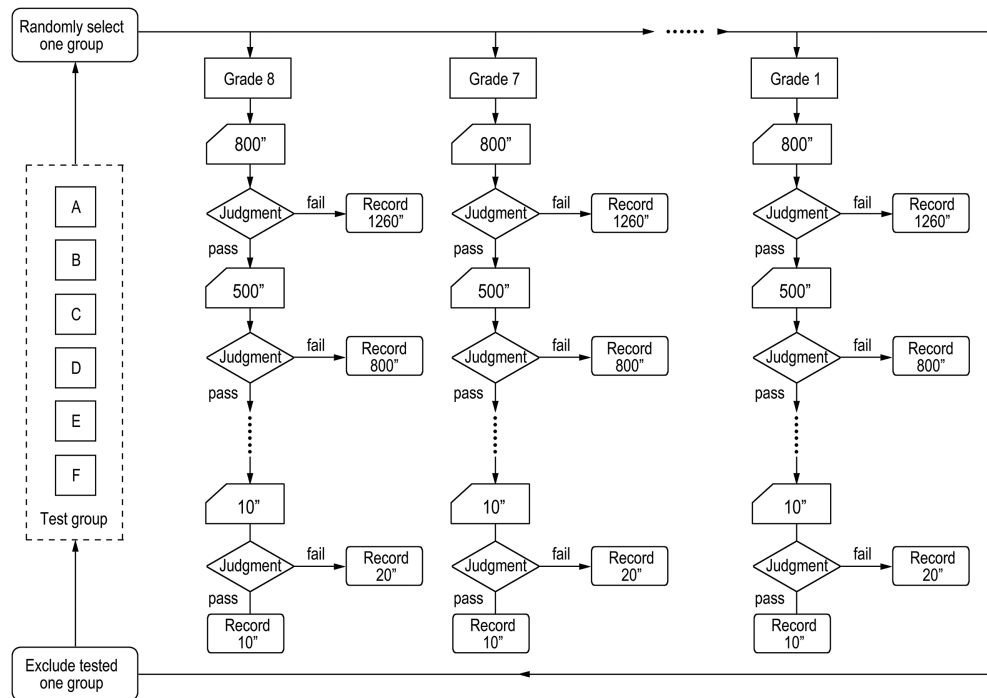 Randomly select
one group
Grade 8
Grade 7
Grade 1
800”
800”
800”
A
Judgment
fail
Record
1260”
Judgment
fail
Record
1260”
Judgment
fail
Record
1260”
pass
pass
pass
B
500”
500”
500”
C
Judgment
fail
Record
800”
Judgment
fail
Record
800”
Judgment
fail
Record
800”
D
pass
pass
pass
E
F
10”
10”
10”
Test group
Judgment
fail
Record
20”
Judgment
fail
Record
20”
Judgment
fail
Record
20”
pass
pass
pass
Record
10”
Record
10”
Record
10”
Exclude tested
one group